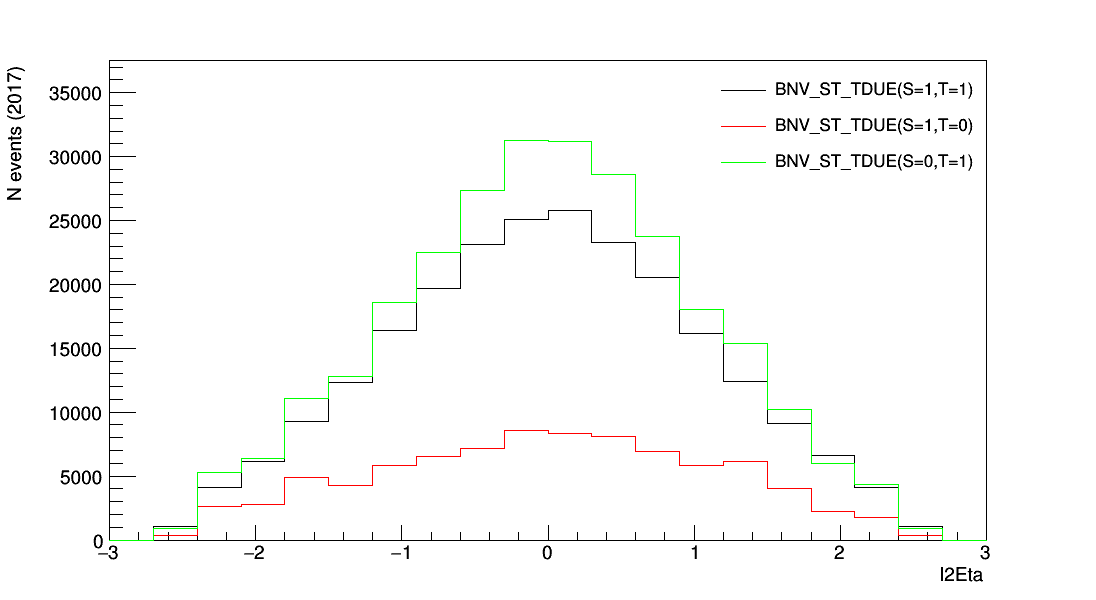 N events (2017)
35000
30000
25000
20000
15000
10000
5000
0
BNV_ST_TDUE(S=1,T=1)
BNV_ST_TDUE(S=1,T=0)
BNV_ST_TDUE(S=0,T=1)
−3 −2 −1 0 1 2 3
l2Eta